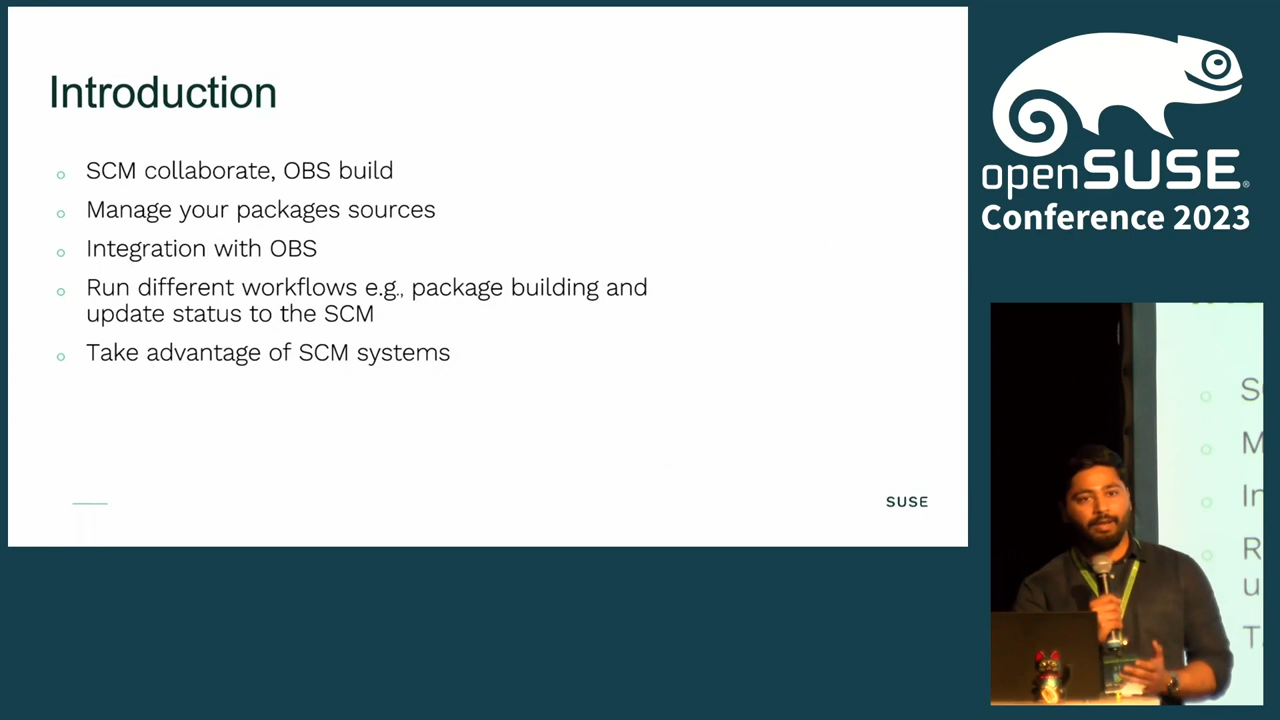 Introduction
SCM collaborate, OBS build
Manage your packages sources
Integration with OBS
Run different workflows e.g., package building and
update status to the SCM
Take advantage of SCM systems
SUSE
openSUSE
Conference 2023
S
M
In
R
u
T